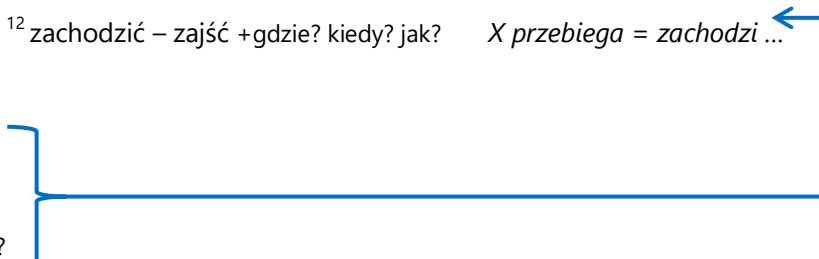 ¹² zachodzić – zajść +gdzie? kiedy? jak? X przebiega = zachodzi ...
?